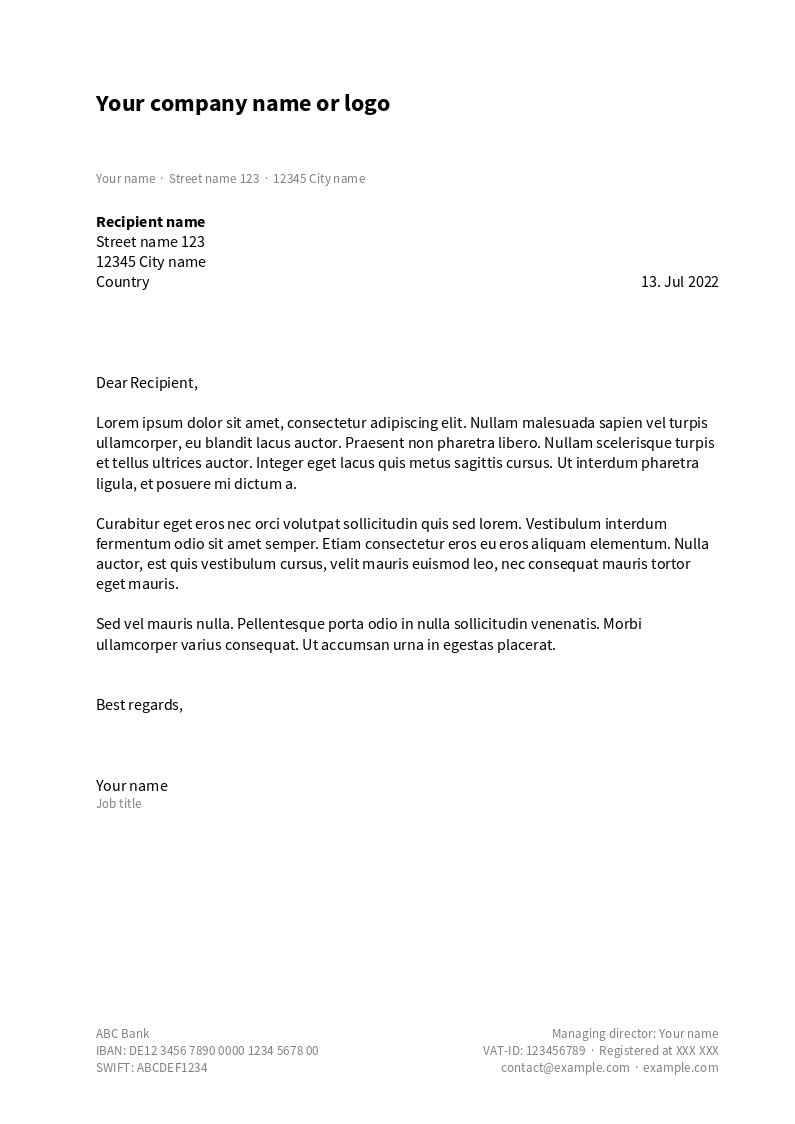 Your company name or logo
Your name · Street name 123 · 12345 City name
Recipient name
Street name 123
12345 City name
Country
13. Jul 2022
Dear Recipient,
Lorem ipsum dolor sit amet, consectetur adipiscing elit. Nullam malesuada sapien vel turpis
ullamcorper, eu blandit lacus auctor. Praesent non pharetra libero. Nullam scelerisque turpis
et tellus ultrices auctor. Integer eget lacus quis metus sagittis cursus. Ut interdum pharetra
ligula, et posuere mi dictum a.
Curabitur eget eros nec orci volutpat sollicitudin quis sed lorem. Vestibulum interdum
fermentum odio sit amet semper. Etiam consectetur eros eu eros aliquam elementum. Nulla
auctor, est quis vestibulum cursus, velit mauris euismod leo, nec consequat mauris tortor
eget mauris.
Sed vel mauris nulla. Pellentesque porta odio in nulla sollicitudin venenatis. Morbi
ullamcorper varius consequat. Ut accumsan urna in egestas placerat.
Best regards,
Your name
Job title
ABC Bank
IBAN: DE12 3456 7890 0000 1234 5678 00
SWIFT: ABCDEF1234
Managing director: Your name
VAT-ID: 123456789 · Registered at XXX XXX
contact@example.com · example.com